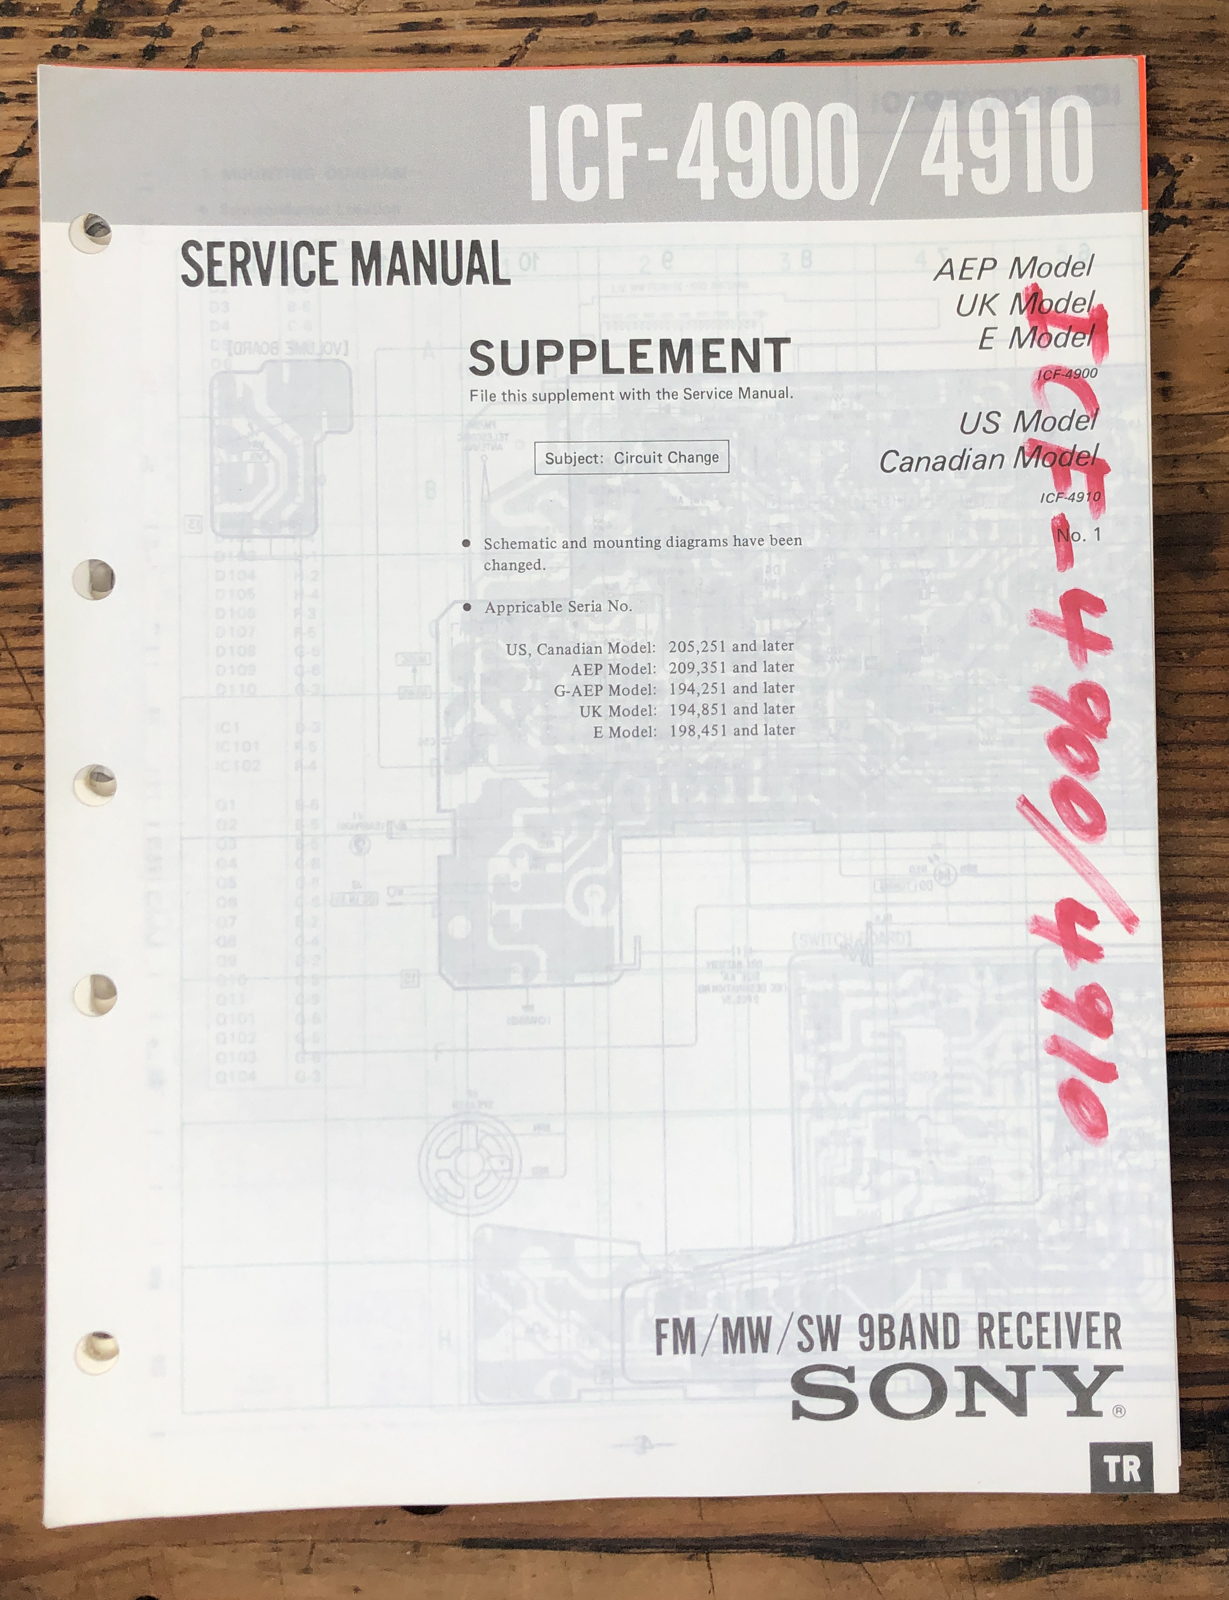 ICF-4900/4910
SERVICE MANUAL
AEP Model
UK Model
E Model
ICF-4900
US Model
Canadian Model
ICF-4910
No. 1
SUPPLEMENT
File this supplement with the Service Manual.
Subject: Circuit Change
● Schematic and mounting diagrams have been
changed.
● Appricable Seria No.
US, Canadian Model: 205,251 and later
AEP Model: 209,351 and later
G-AEP Model: 194,251 and later
UK Model: 194,851 and later
E Model: 198,451 and later
ICF-4900/4910
FM/MW/SW 9BAND RECEIVER
SONY®
TR